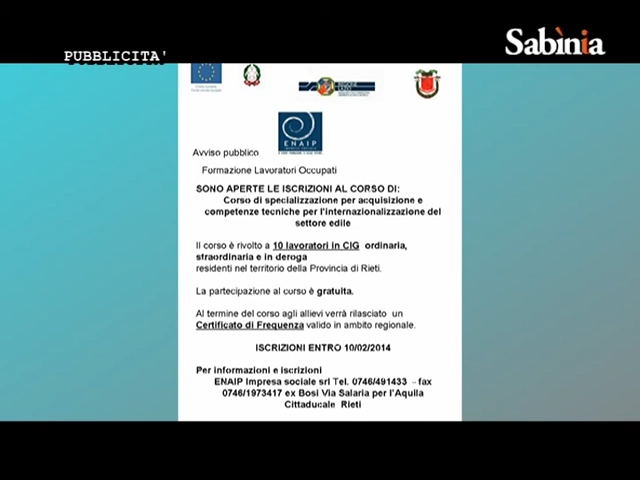 PUBBLICITA'
Sabìnia
REGIONE
LAZIO
ENAIP
IMPRESA SOCIALE
Avviso pubblico
Formazione Lavoratori Occupati
SONO APERTE LE ISCRIZIONI AL CORSO DI:
Corso di specializzazione per acquisizione e
competenze tecniche per l'internazionalizzazione del
settore edile
Il corso è rivolto a 10 lavoratori in CIG ordinaria,
straordinaria e in deroga
residenti nel territorio della Provincia di Rieti.
La partecipazione al corso è gratuita.
Al termine del corso agli allievi verrà rilasciato un
Certificato di Frequenza valido in ambito regionale.
ISCRIZIONI ENTRO 10/02/2014
Per informazioni e iscrizioni
ENAIP Impresa sociale srl Tel. 0746/491433 - fax
0746/1973417 ex Bosi Via Salaria per l'Aquila
Cittaducale Rieti